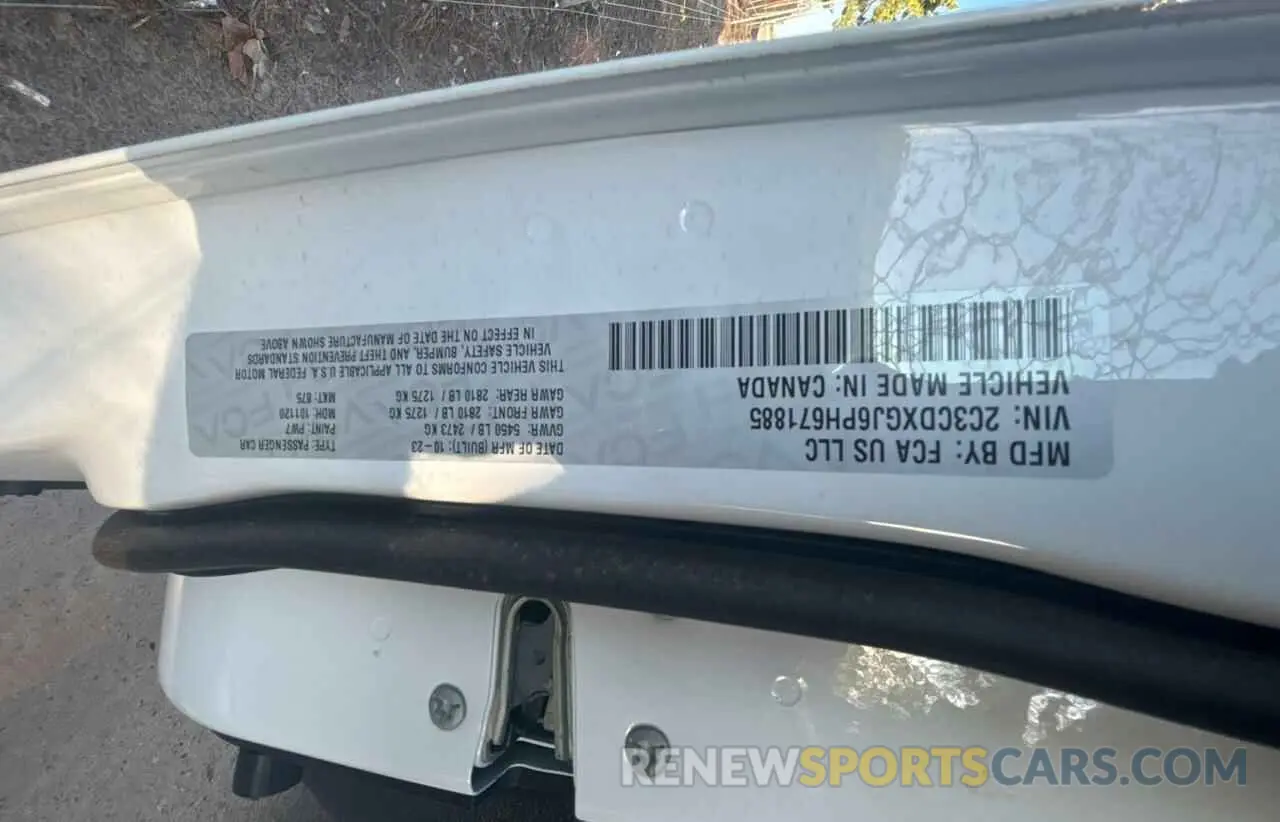 MFD BY: FCA US LLC
VIN: 2C3CDXGJ6PH671885
VEHICLE MADE IN: CANADA
DATE OF MFR (BUILT): 10-23 TYPE: PASSENGER CAR
GVWR: 5450 LB / 2473 KG PAINT: PW7
GAWR FRONT: 2810 LB / 1275 KG MDH: 101120
GAWR REAR: 2810 LB / 1275 KG MKT: 875
THIS VEHICLE CONFORMS TO ALL APPLICABLE U.S.A. FEDERAL MOTOR
VEHICLE SAFETY, BUMPER, AND THEFT PREVENTION STANDARDS
IN EFFECT ON THE DATE OF MANUFACTURE SHOWN ABOVE
RENEWSPORTSCARS.COM